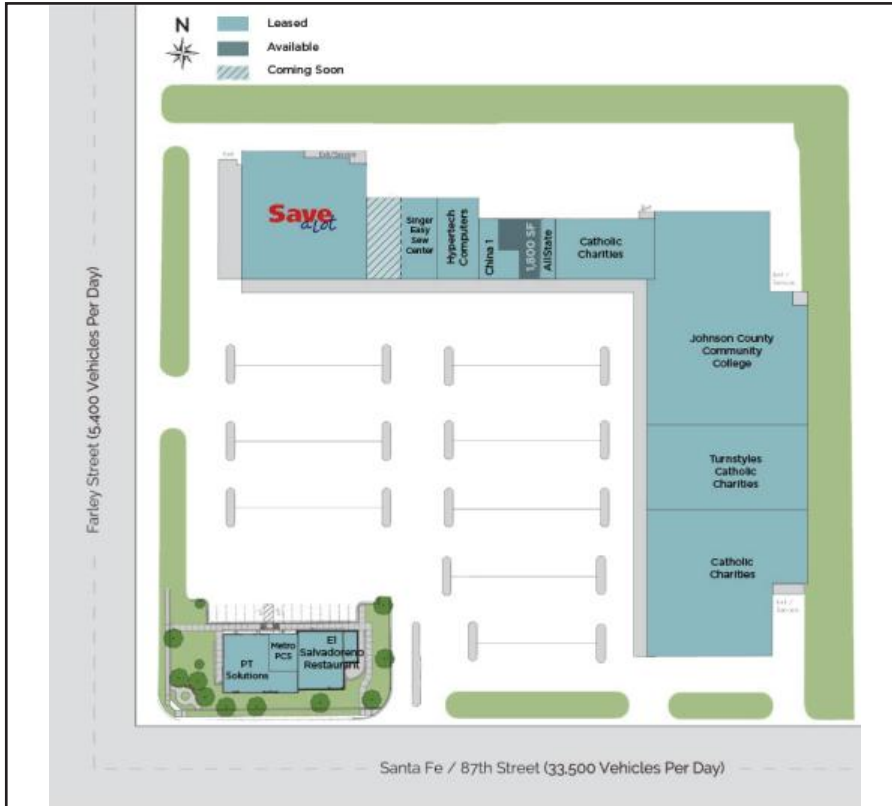 N
Leased
Available
Coming Soon
Save
a lot
Singer
Easy
Sew
Center
Hypertech
Computers
China 1
1,800 SF
AllState
Catholic
Charities
Johnson County
Community
College
Turnstyles
Catholic
Charities
Catholic
Charities
PT
Solutions
Metro
PCS
El
Salvadoreno
Restaurant
Farley Street (5,400 Vehicles Per Day)
Santa Fe / 87th Street (33,500 Vehicles Per Day)